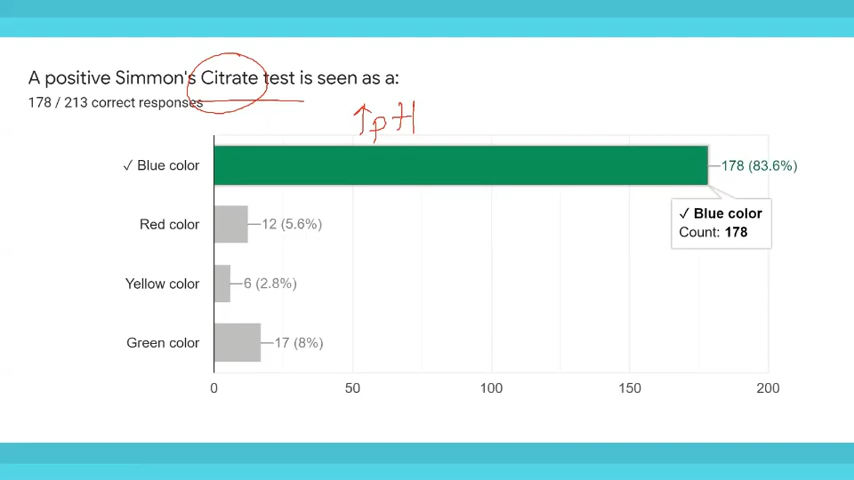 A positive Simmon's Citrate test is seen as a:
178 / 213 correct responses
↑pH
✓ Blue color
178 (83.6%)
✓ Blue color
Count: 178
Red color
12 (5.6%)
Yellow color
6 (2.8%)
Green color
17 (8%)
0 50 100 150 200